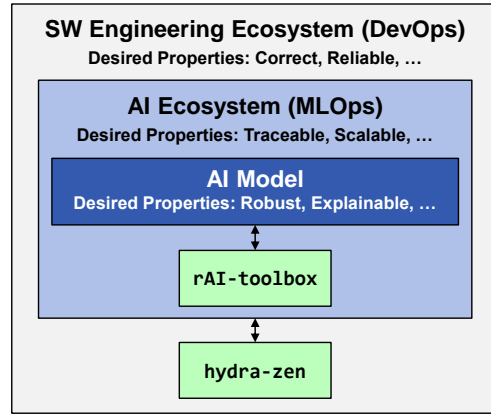 SW Engineering Ecosystem (DevOps)
Desired Properties: Correct, Reliable, …
AI Ecosystem (MLOps)
Desired Properties: Traceable, Scalable, …
AI Model
Desired Properties: Robust, Explainable, …
rAI-toolbox
hydra-zen